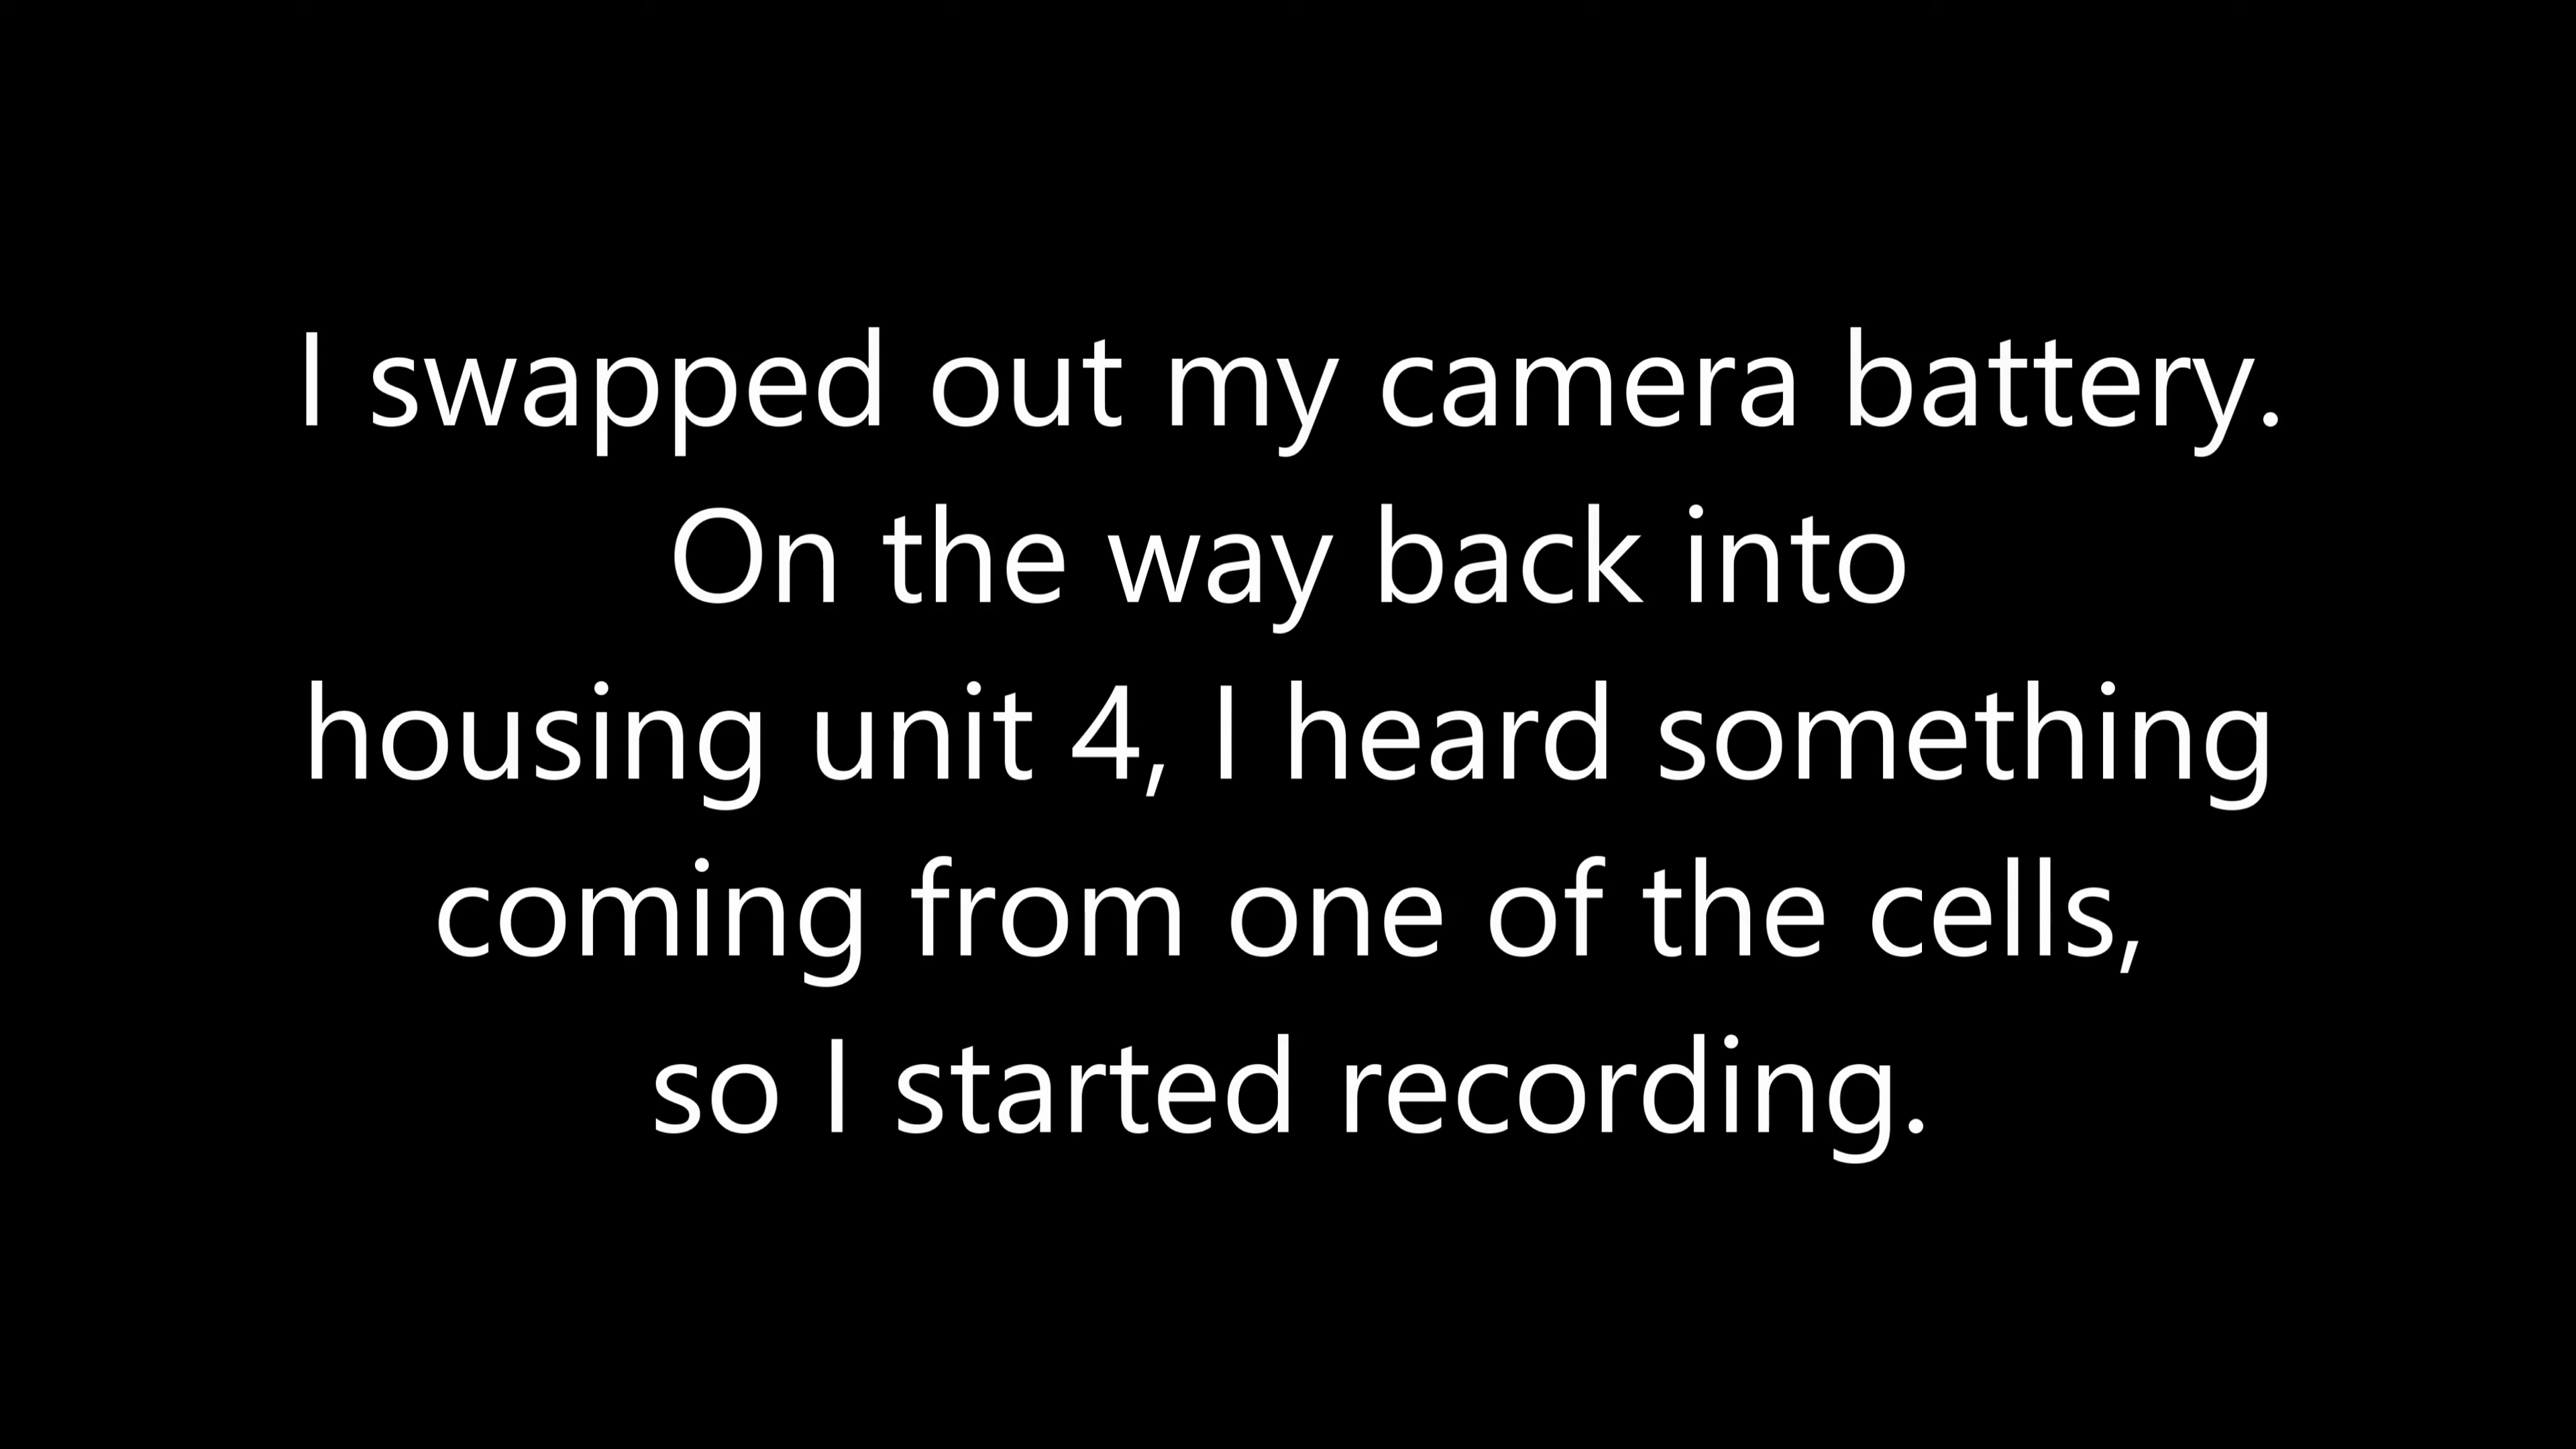 I swapped out my camera battery.
On the way back into
housing unit 4, I heard something
coming from one of the cells,
so I started recording.